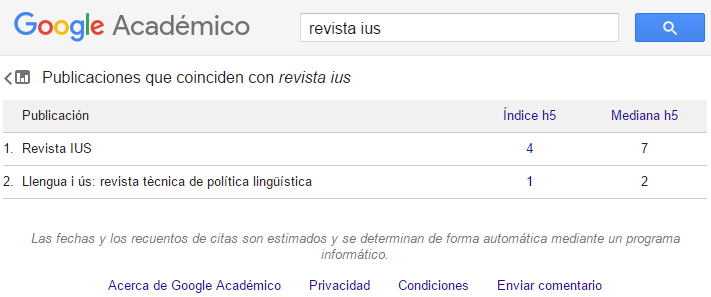 Google Académico revista ius
Publicaciones que coinciden con revista ius
Publicación Índice h5 Mediana h5
1. Revista IUS 4 7
2. Llengua i ús: revista tècnica de política lingüística 1 2
Las fechas y los recuentos de citas son estimados y se determinan de forma automática mediante un programa
informático.
Acerca de Google Académico Privacidad Condiciones Enviar comentario